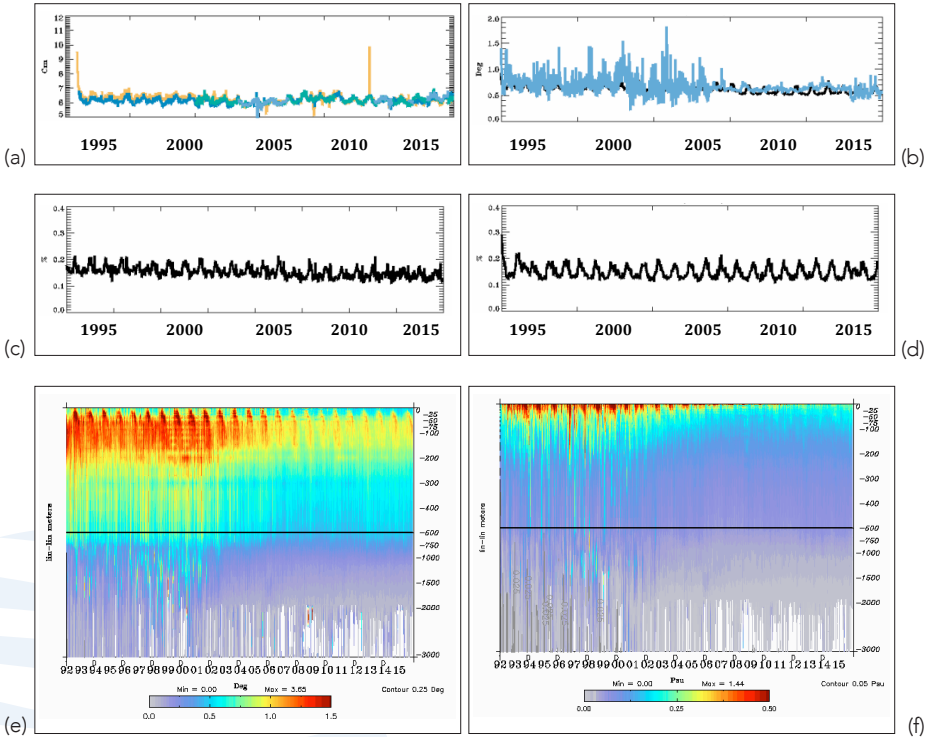 12
11
10
9
8
7
6
5
Cm
1995 2000 2005 2010 2015
(a)
2.0
1.5
1.0
0.5
0.0
Deg
1995 2000 2005 2010 2015
(b)
0.4
0.3
0.2
0.1
0.0
%
1995 2000 2005 2010 2015
(c)
0.4
0.3
0.2
0.1
0.0
%
1995 2000 2005 2010 2015
(d)
0
-25
-100
-200
-300
-400
-600
-750
-1000
-1500
-2000
-3000
lin-lin meters
92 93 94 95 96 97 98 99 00 01 02 03 04 05 06 07 08 09 10 11 12 13 14 15
D D D D D D D D D D D
Deg
Min = 0.00 Max = 3.65 Contour 0.25 Deg
0.0 0.5 1.0 1.5
(e)
0
-25
-100
-200
-300
-400
-600
-750
-1000
-1500
-2000
-3000
lin-lin meters
92 93 94 95 96 97 98 99 00 01 02 03 04 05 06 07 08 09 10 11 12 13 14 15
D D D D D D D D D D D
Psu
Min = 0.00 Max = 1.44 Contour 0.05 Psu
0.00 0.25 0.50
(f)